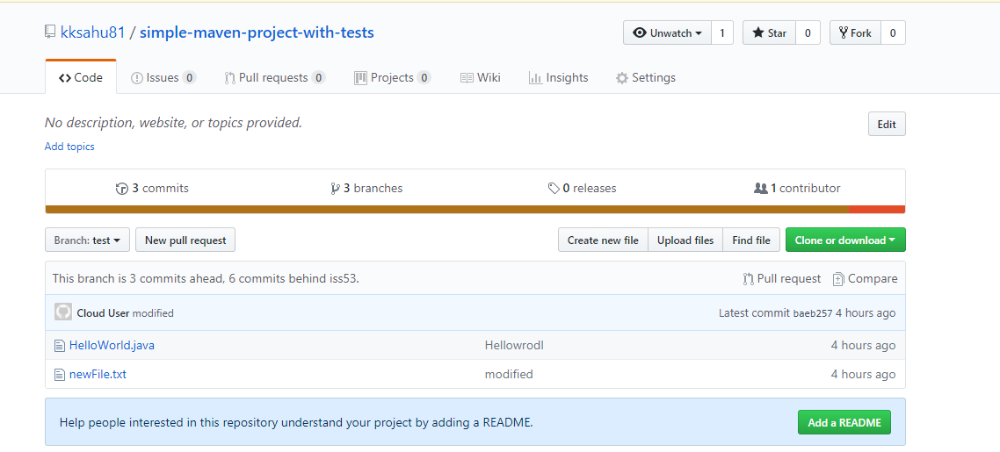 kksahu81 / simple-maven-project-with-tests Unwatch 1 Star 0 Fork 0
Code Issues 0 Pull requests 0 Projects 0 Wiki Insights Settings
No description, website, or topics provided. Edit
Add topics
3 commits 3 branches 0 releases 1 contributor
Branch: test New pull request Create new file Upload files Find file Clone or download
This branch is 3 commits ahead, 6 commits behind iss53. Pull request Compare
Cloud User modified Latest commit baeb257 4 hours ago
HelloWorld.java Hellowrodl 4 hours ago
newFile.txt modified 4 hours ago
Help people interested in this repository understand your project by adding a README. Add a README